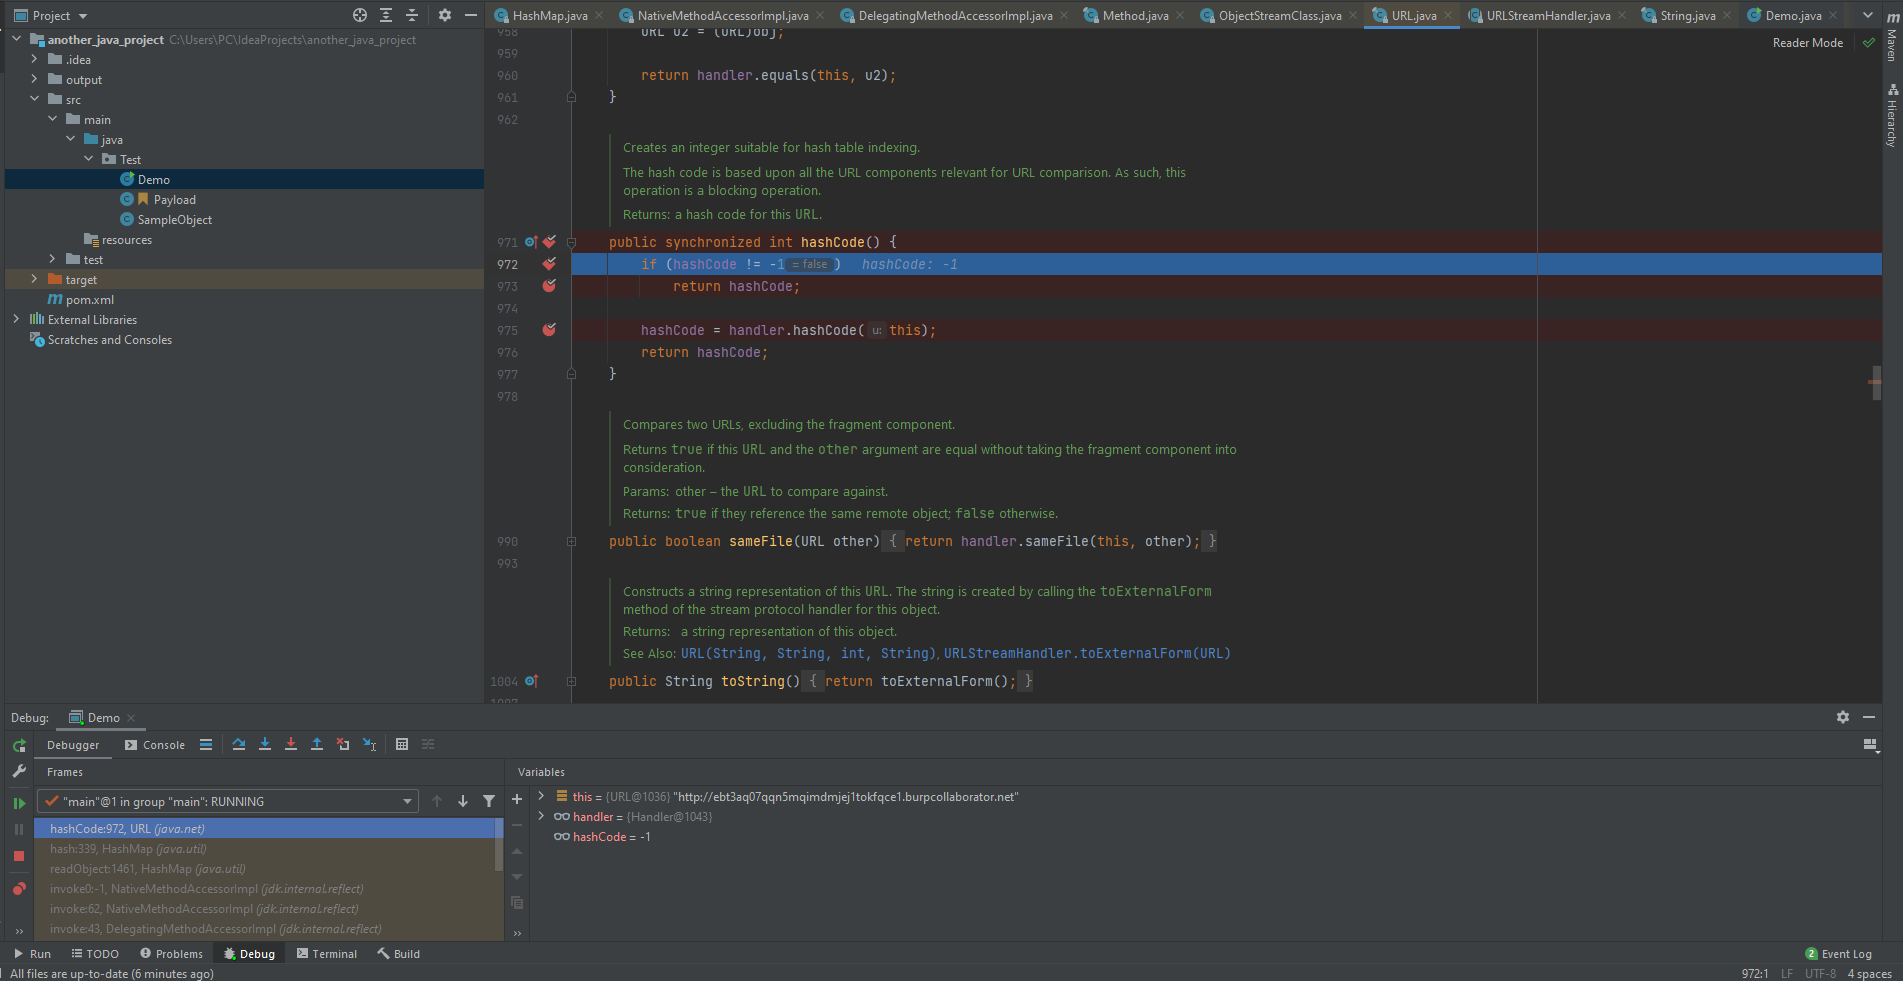 Project
HashMap.java
NativeMethodAccessorImpl.java
DelegatingMethodAccessorImpl.java
Method.java
ObjectStreamClass.java
URL.java
URLStreamHandler.java
String.java
Demo.java
Maven
Hierarchy
Reader Mode
another_java_project C:\Users\PC\IdeaProjects\another_java_project
.idea
output
src
main
java
Test
Demo
Payload
SampleObject
resources
test
target
pom.xml
External Libraries
Scratches and Consoles
958 URL u2 = (URL)obj;
959
960 return handler.equals(this, u2);
961 }
962
Creates an integer suitable for hash table indexing.
The hash code is based upon all the URL components relevant for URL comparison. As such, this
operation is a blocking operation.
Returns: a hash code for this URL.
971 public synchronized int hashCode() {
972 if (hashCode != -1 = false ) hashCode: -1
973 return hashCode;
974
975 hashCode = handler.hashCode( u: this);
976 return hashCode;
977 }
978
Compares two URLs, excluding the fragment component.
Returns true if this URL and the other argument are equal without taking the fragment component into
consideration.
Params: other – the URL to compare against.
Returns: true if they reference the same remote object; false otherwise.
990 public boolean sameFile(URL other) { return handler.sameFile(this, other); }
993
Constructs a string representation of this URL. The string is created by calling the toExternalForm
method of the stream protocol handler for this object.
Returns: a string representation of this object.
See Also: URL(String, String, int, String), URLStreamHandler.toExternalForm(URL)
1004 public String toString() { return toExternalForm(); }
Debug: Demo
Debugger Console
Frames
Variables
"main"@1 in group "main": RUNNING
hashCode:972, URL (java.net)
hash:339, HashMap (java.util)
readObject:1461, HashMap (java.util)
invoke0:-1, NativeMethodAccessorImpl (jdk.internal.reflect)
invoke:62, NativeMethodAccessorImpl (jdk.internal.reflect)
invoke:43, DelegatingMethodAccessorImpl (jdk.internal.reflect)
this = {URL@1036} "http://ebt3aq07qqn5mqimdmjej1tokfqce1.burpcollaborator.net"
handler = {Handler@1043}
hashCode = -1
Run TODO Problems Debug Terminal Build
2 Event Log
All files are up-to-date (6 minutes ago)
972:1 LF UTF-8 4 spaces